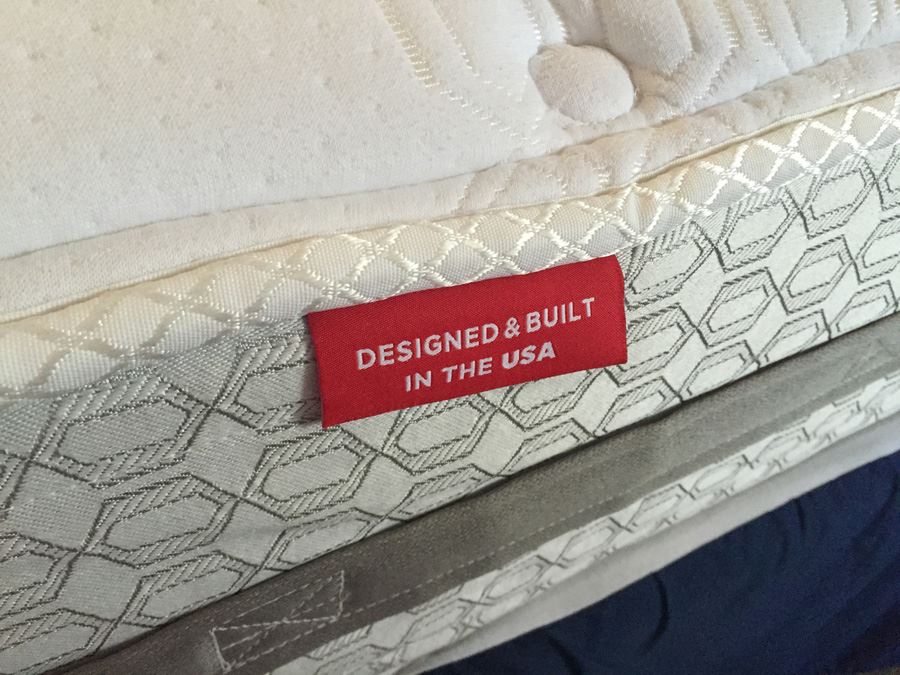 DESIGNED & BUILT
IN THE USA